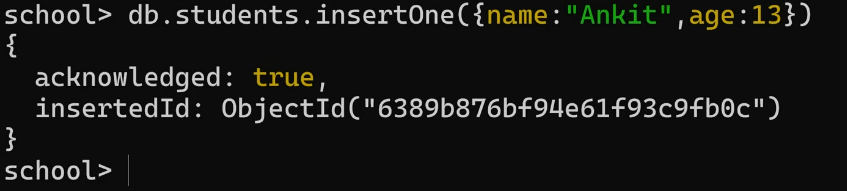 school> db.students.insertOne({name:"Ankit",age:13})
{
  acknowledged: true,
  insertedId: ObjectId("6389b876bf94e61f93c9fb0c")
}
school>